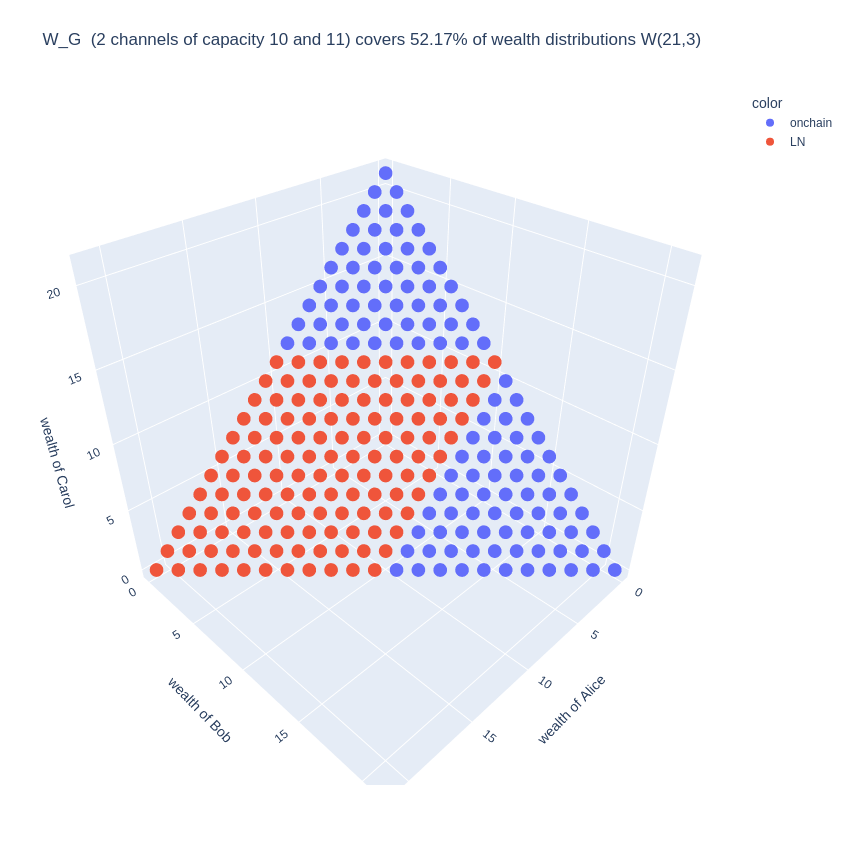 W_G (2 channels of capacity 10 and 11) covers 52.17% of wealth distributions W(21,3)
color
onchain
LN
20
15
10
5
0
wealth of Carol
0
5
10
15
wealth of Bob
0
5
10
15
wealth of Alice